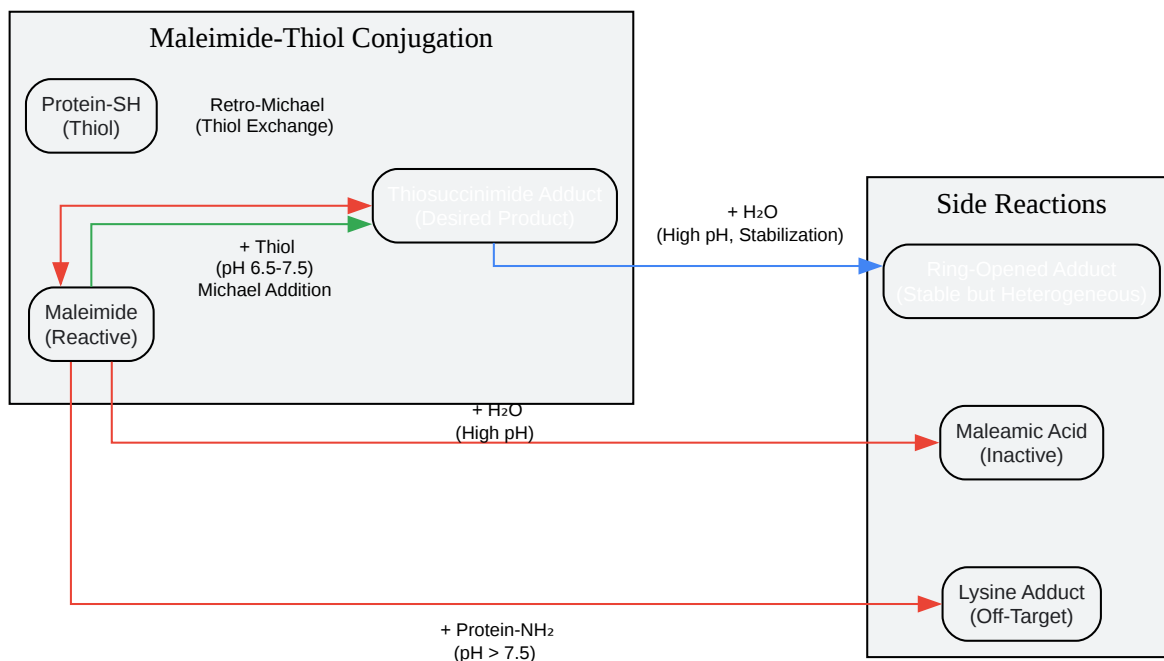 Maleimide-Thiol Conjugation
Protein-SH
(Thiol)
Retro-Michael
(Thiol Exchange)
Thiosuccinimide Adduct
(Desired Product)
+ Thiol
(pH 6.5-7.5)
Michael Addition
Maleimide
(Reactive)
+ H₂O
(High pH, Stabilization)
Side Reactions
Ring-Opened Adduct
(Stable but Heterogeneous)
+ H₂O
(High pH)
Maleamic Acid
(Inactive)
Lysine Adduct
(Off-Target)
+ Protein-NH₂
(pH > 7.5)